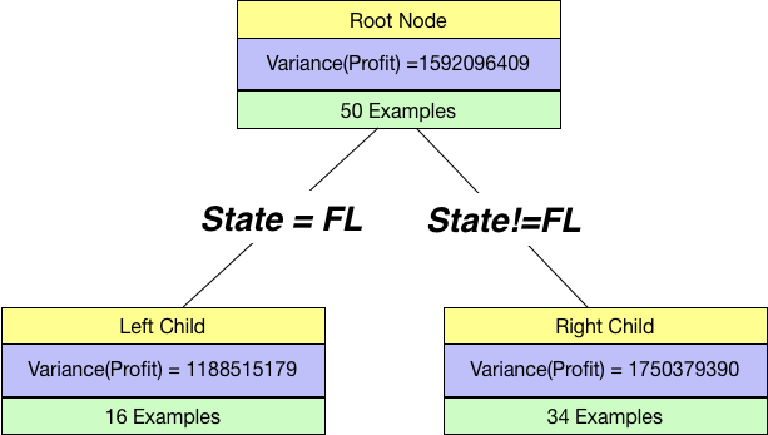 Root Node
Variance(Profit) =1592096409
50 Examples
State = FL
State!=FL
Left Child
Variance(Profit) = 1188515179
16 Examples
Right Child
Variance(Profit) = 1750379390
34 Examples